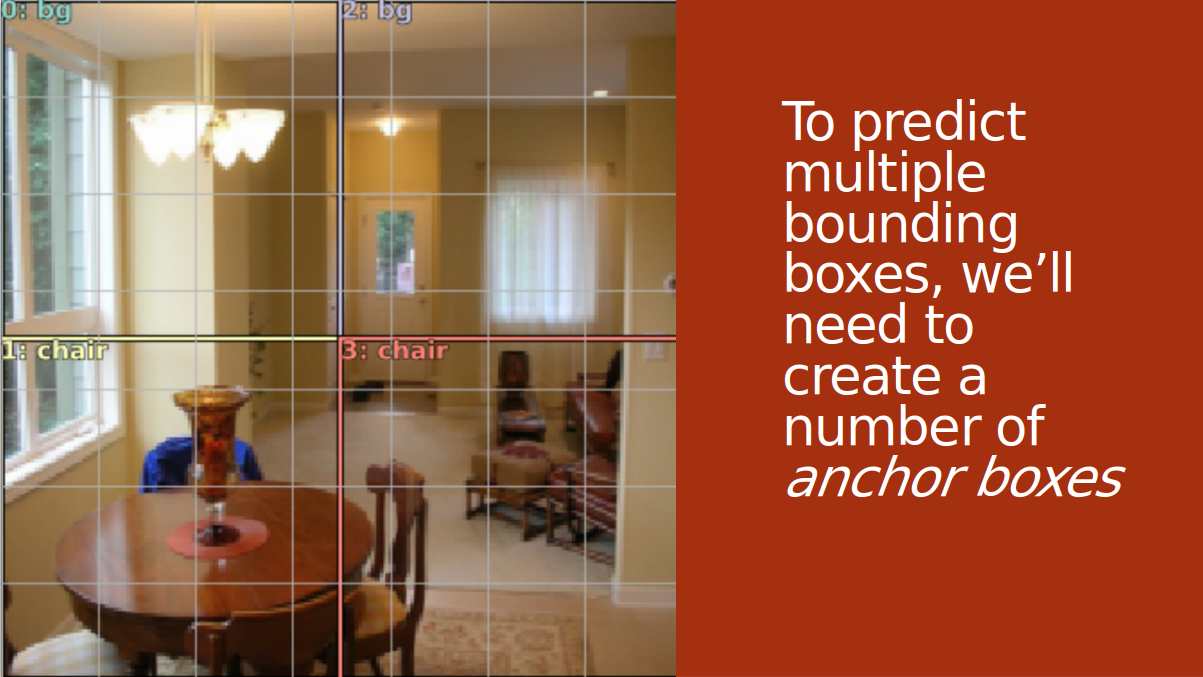 0: bg
2: bg
1: chair
3: chair
To predict
multiple
bounding
boxes, we’ll
need to
create a
number of
anchor boxes